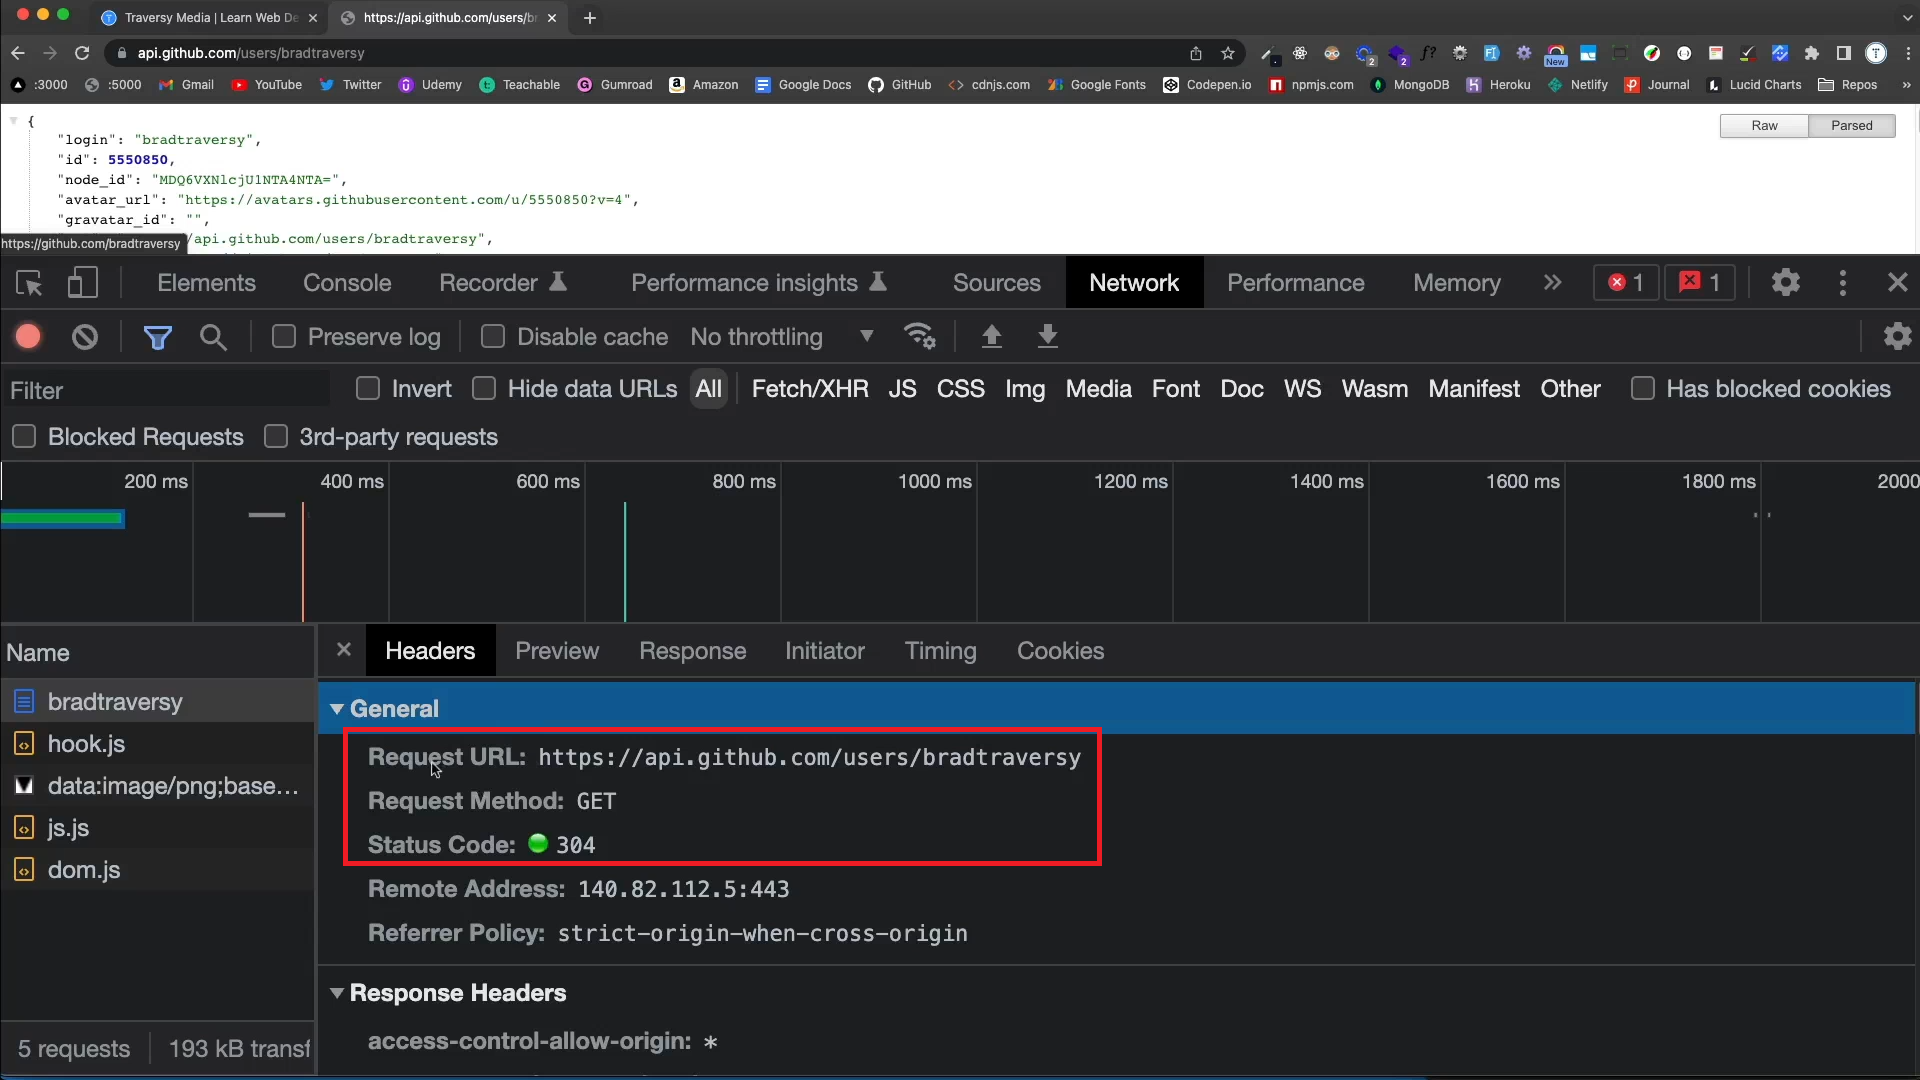 Traversy Media | Learn Web De
https://api.github.com/users/br
api.github.com/users/bradtraversy
2
2
f?
FI
New
T
:3000
:5000
Gmail
YouTube
Twitter
Udemy
Teachable
Gumroad
Amazon
Google Docs
GitHub
cdnjs.com
Google Fonts
Codepen.io
npmjs.com
MongoDB
Heroku
Netlify
Journal
Lucid Charts
Repos
»
{
Raw
Parsed
"login": "bradtraversy",
"id": 5550850,
"node_id": "MDQ6VXNlcjU1NTA4NTA=",
"avatar_url": "https://avatars.githubusercontent.com/u/5550850?v=4",
"gravatar_id": "",
/api.github.com/users/bradtraversy",
https://github.com/bradtraversy
Elements
Console
Recorder
Performance insights
Sources
Network
Performance
Memory
»
1
1
Preserve log
Disable cache
No throttling
Filter
Invert
Hide data URLs
All
Fetch/XHR
JS
CSS
Img
Media
Font
Doc
WS
Wasm
Manifest
Other
Has blocked cookies
Blocked Requests
3rd-party requests
200 ms
400 ms
600 ms
800 ms
1000 ms
1200 ms
1400 ms
1600 ms
1800 ms
2000
Name
Headers
Preview
Response
Initiator
Timing
Cookies
bradtraversy
hook.js
data:image/png;base…
js.js
dom.js
General
Request URL: https://api.github.com/users/bradtraversy
Request Method: GET
Status Code: 304
Remote Address: 140.82.112.5:443
Referrer Policy: strict-origin-when-cross-origin
Response Headers
access-control-allow-origin: *
5 requests
193 kB transf